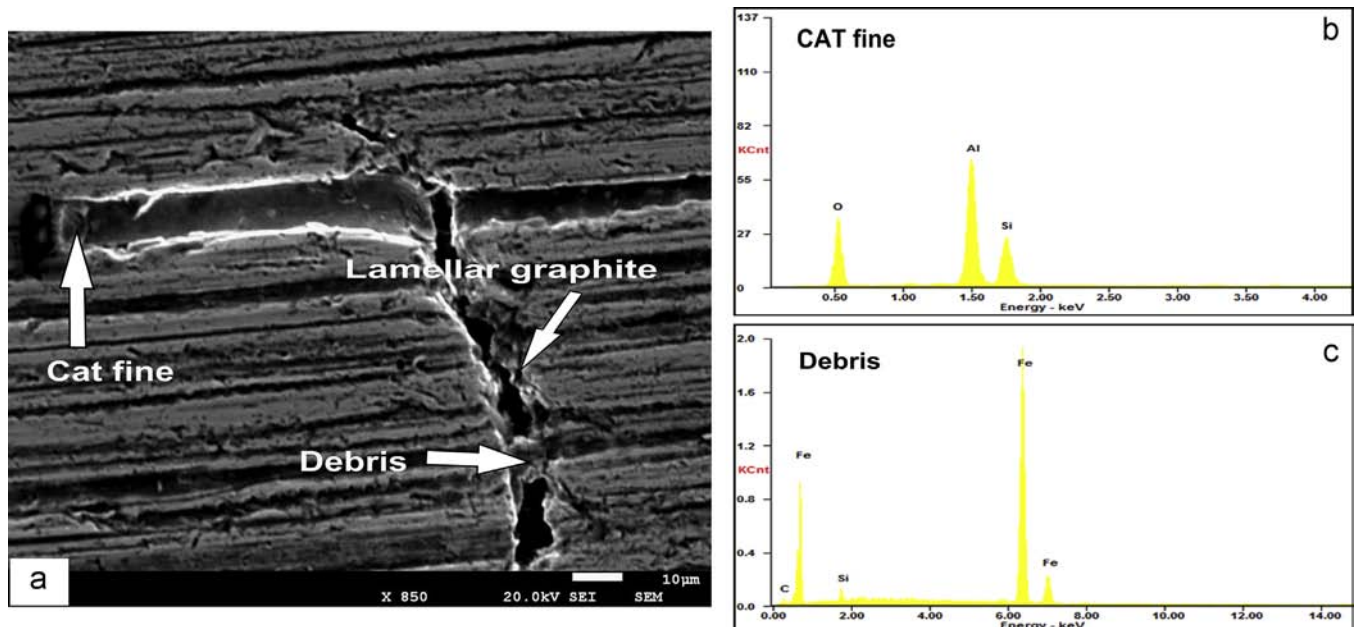 Lamellar graphite
Cat fine
Debris
a
10μm
X 850 20.0kV SEI SEM
CAT fine
b
137
110
82
KCnt
55
27
0
O
Al
Si
0.50 1.00 1.50 2.00 2.50 3.00 3.50 4.00
Energy - keV
Debris
c
2.0
1.6
1.2
KCnt
0.8
0.4
0.0
C
Fe
Si
Fe
Fe
0.00 2.00 4.00 6.00 8.00 10.00 12.00 14.00
Energy - keV